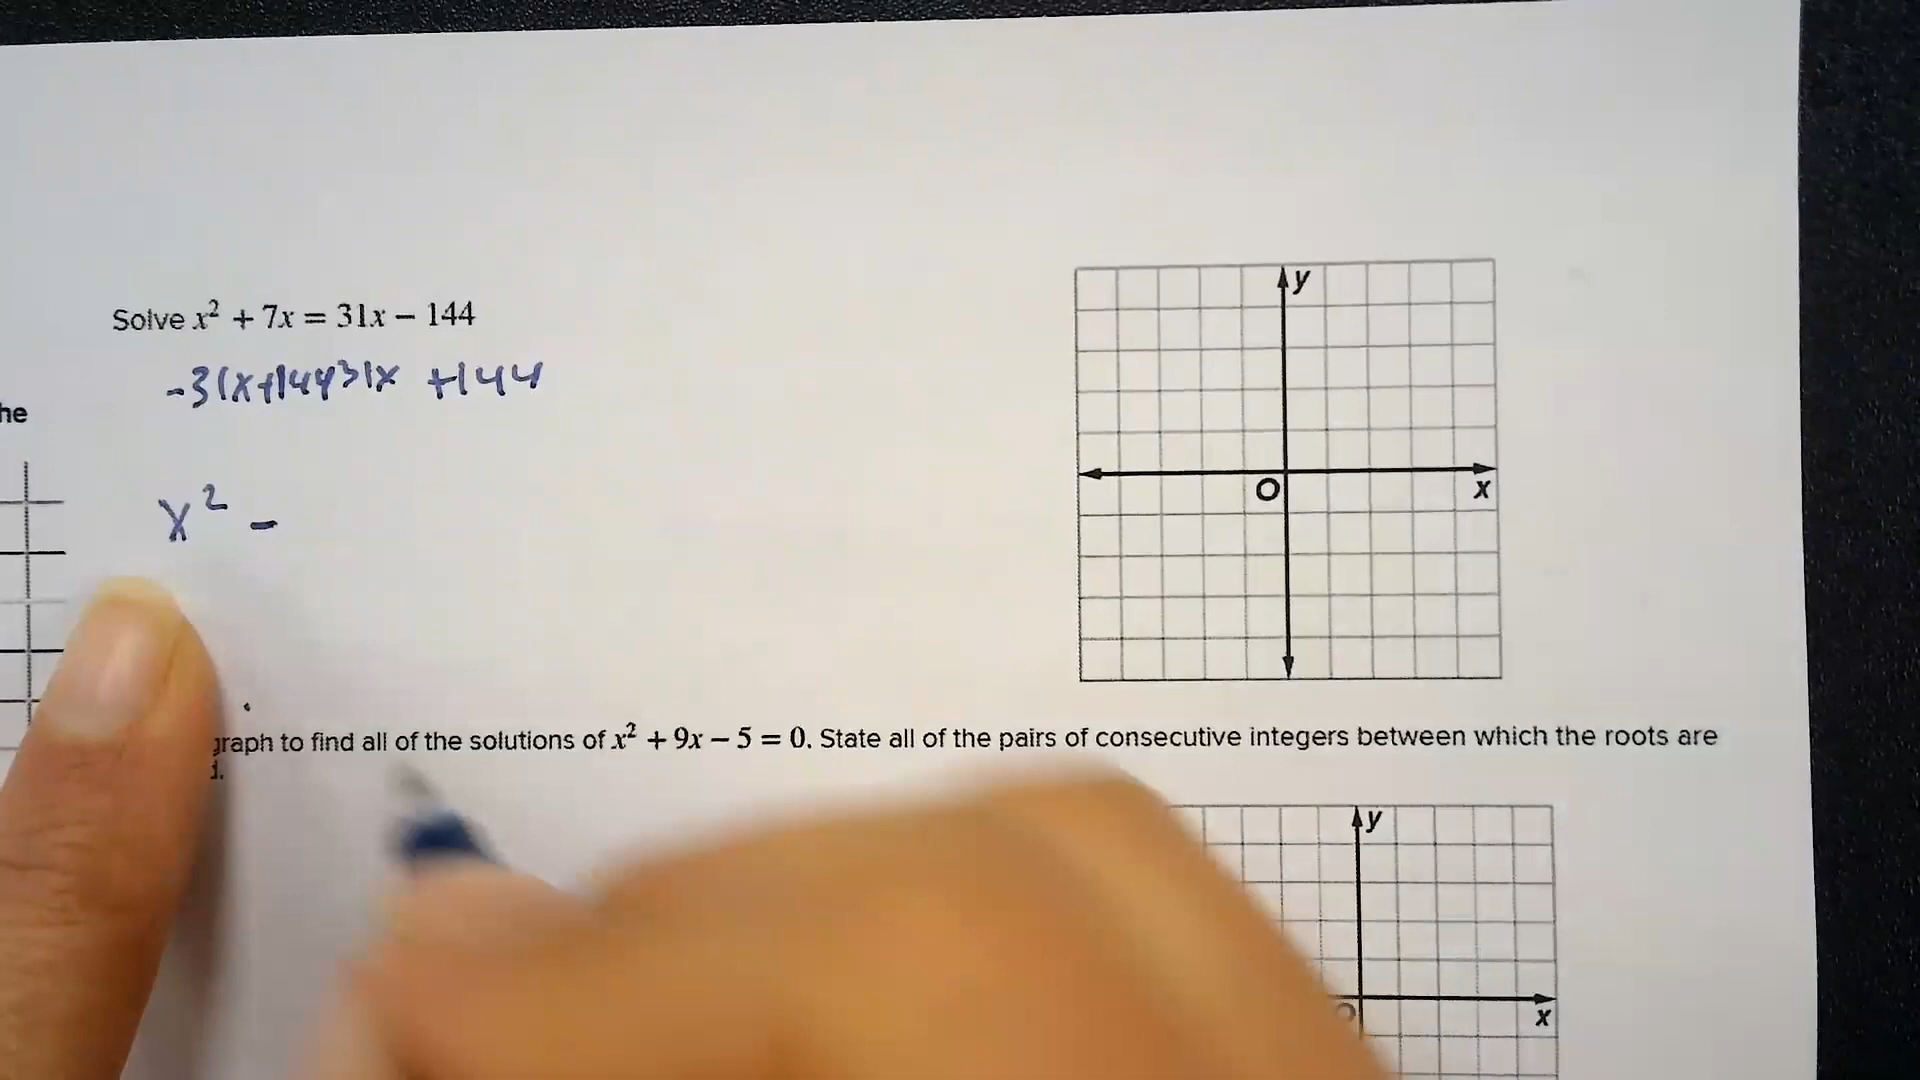 Solve x² + 7x = 31x – 144
-31x+144 31x +144
he
x² -
y
O
x
graph to find all of the solutions of x² + 9x – 5 = 0. State all of the pairs of consecutive integers between which the roots are
d.
y
O
x